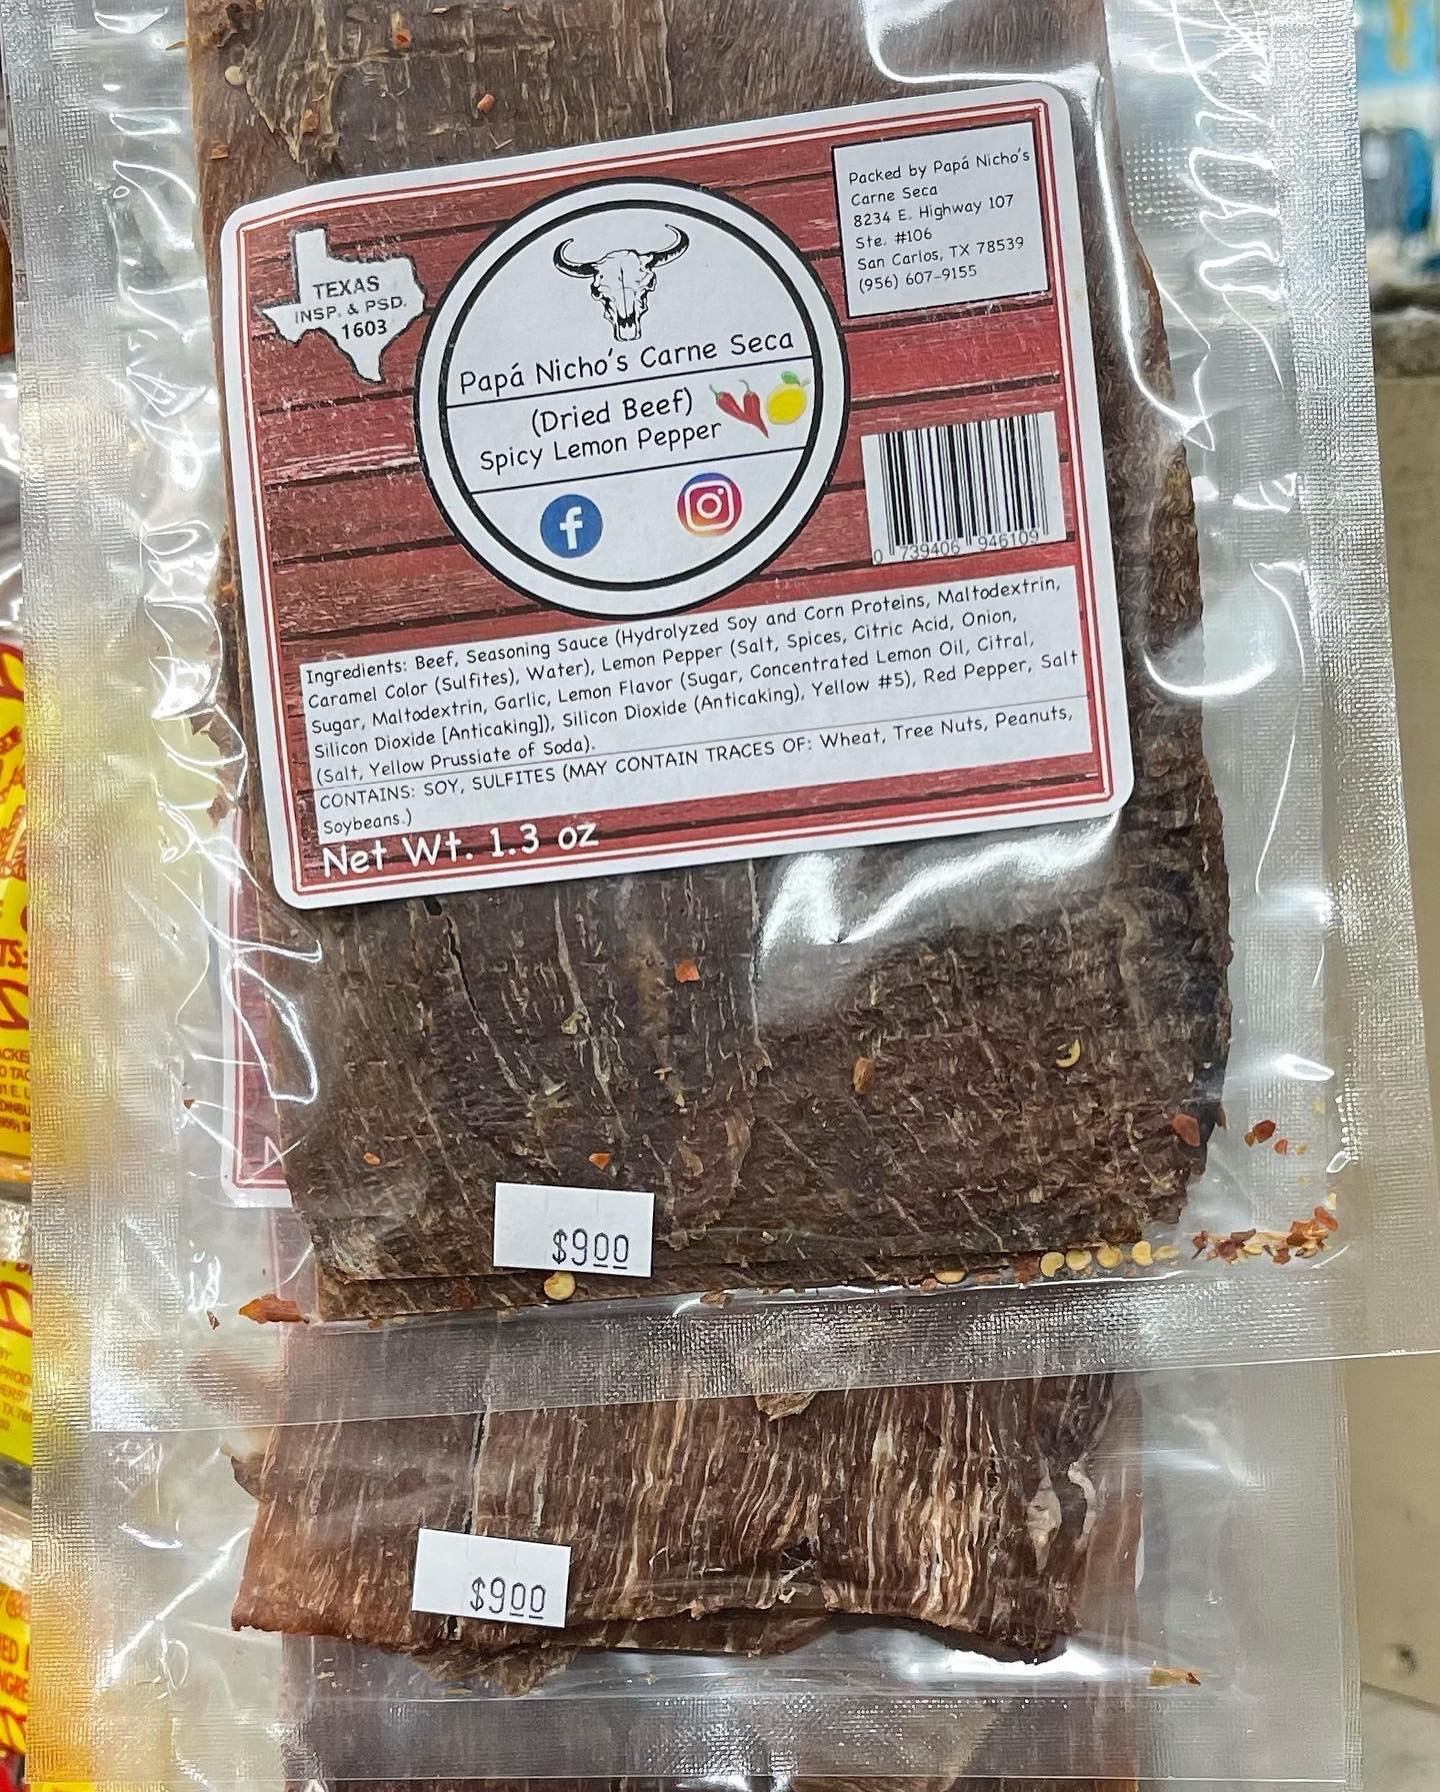 TEXAS
INSP. & PSD.
1603
Papá Nicho's Carne Seca
(Dried Beef)
Spicy Lemon Pepper
f
Packed by Papá Nicho's
Carne Seca
8234 E. Highway 107
Ste. #106
San Carlos, TX 78539
(956) 607-9155
0 739406 946109
Ingredients: Beef, Seasoning Sauce (Hydrolyzed Soy and Corn Proteins, Maltodextrin,
Caramel Color (Sulfites), Water), Lemon Pepper (Salt, Spices, Citric Acid, Onion,
Sugar, Maltodextrin, Garlic, Lemon Flavor (Sugar, Concentrated Lemon Oil, Citral,
Silicon Dioxide [Anticaking]), Silicon Dioxide (Anticaking), Yellow #5), Red Pepper, Salt
(Salt, Yellow Prussiate of Soda).
CONTAINS: SOY, SULFITES (MAY CONTAIN TRACES OF: Wheat, Tree Nuts, Peanuts,
Soybeans.)
Net Wt. 1.3 oz
$9.00
$9.00